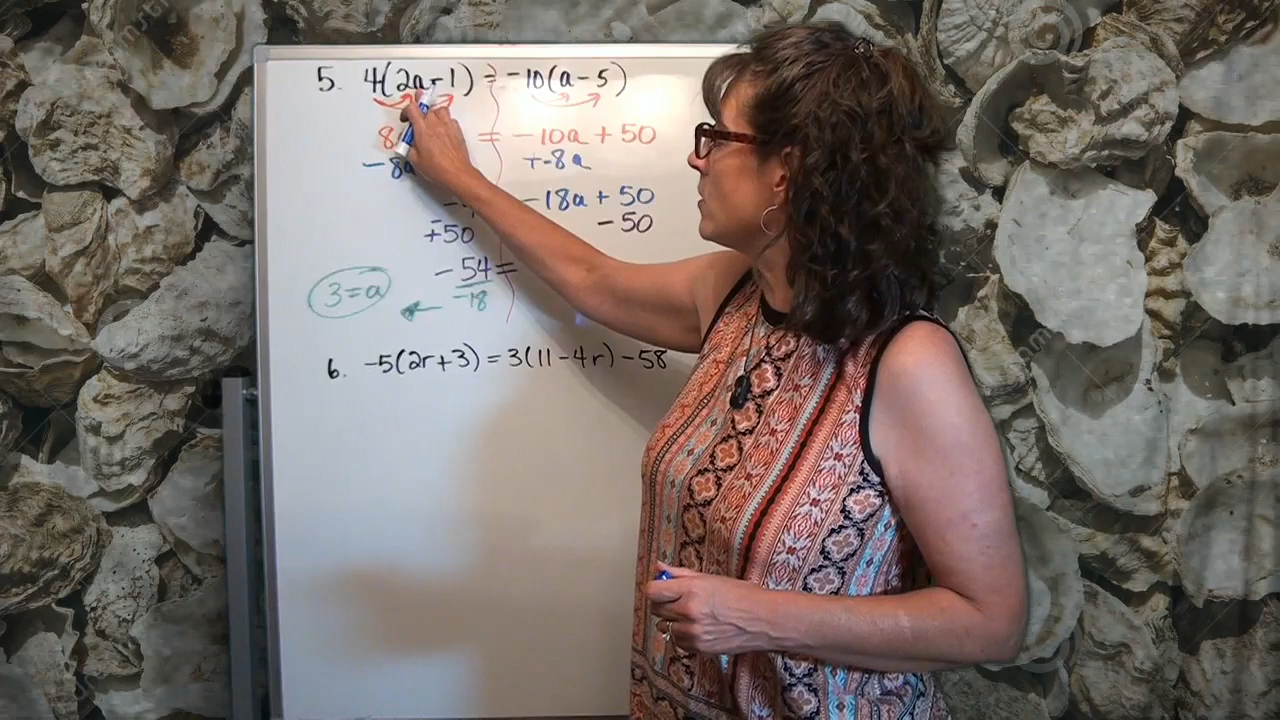 5. 4(2a-1) = -10(a-5)
8 = -10a + 50
-8a +-8a
-4 -18a + 50
+50 -50
-54 =
-18
3=a
6. -5(2r+3) = 3(11-4r) -58